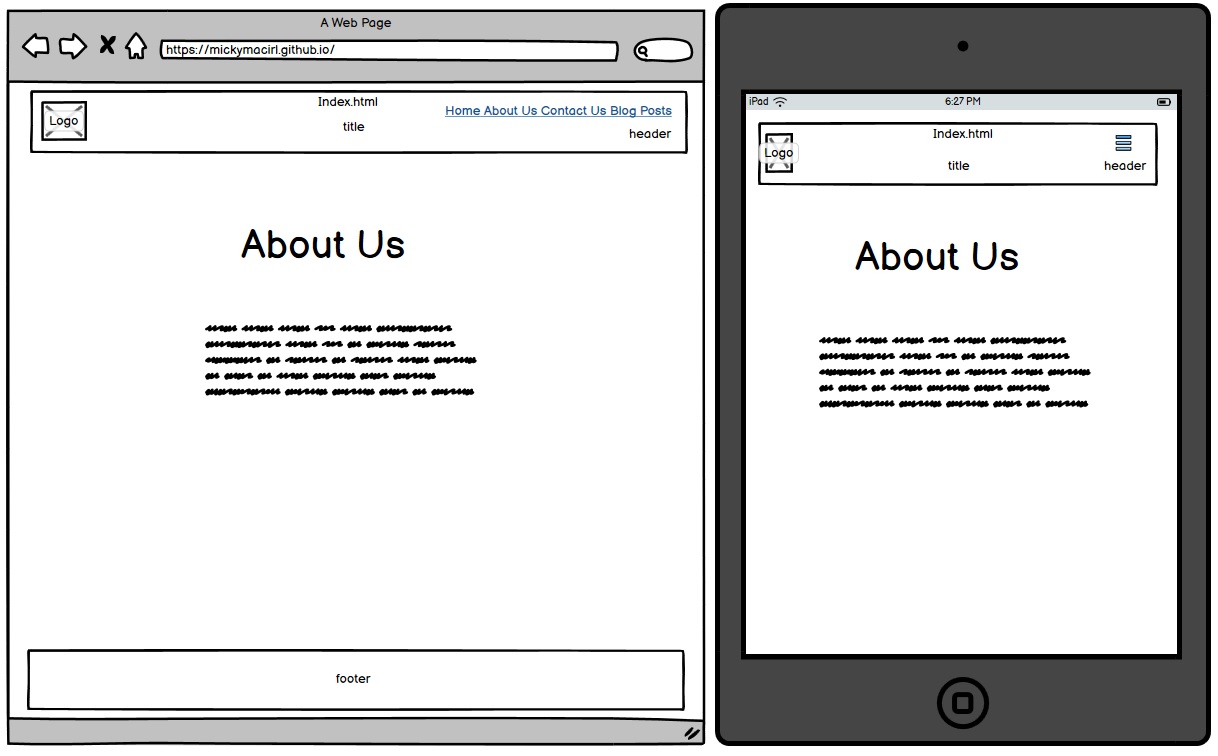 A Web Page
https://mickymacirl.github.io/
Index.html
Home About Us Contact Us Blog Posts
Logo
title
header
About Us
footer
iPad
6:27 PM
Index.html
Logo
title
header
About Us